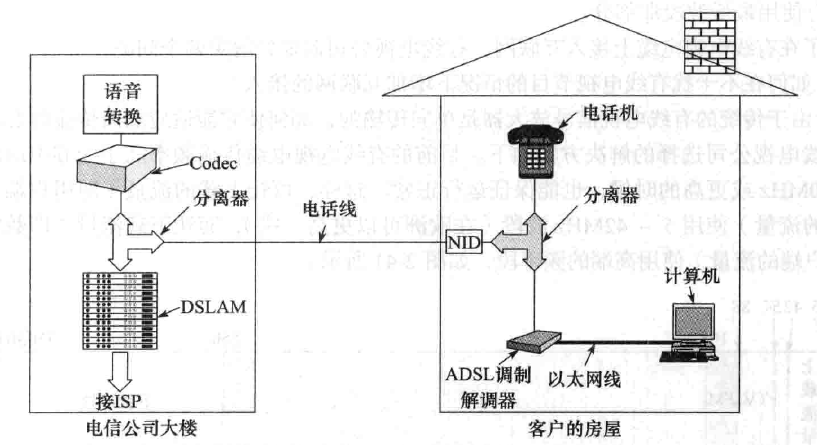 语音
转换
Codec
分离器
电话线
DSLAM
接ISP
电信公司大楼
电话机
分离器
NID
计算机
ADSL调制
解调器
以太网线
客户的房屋